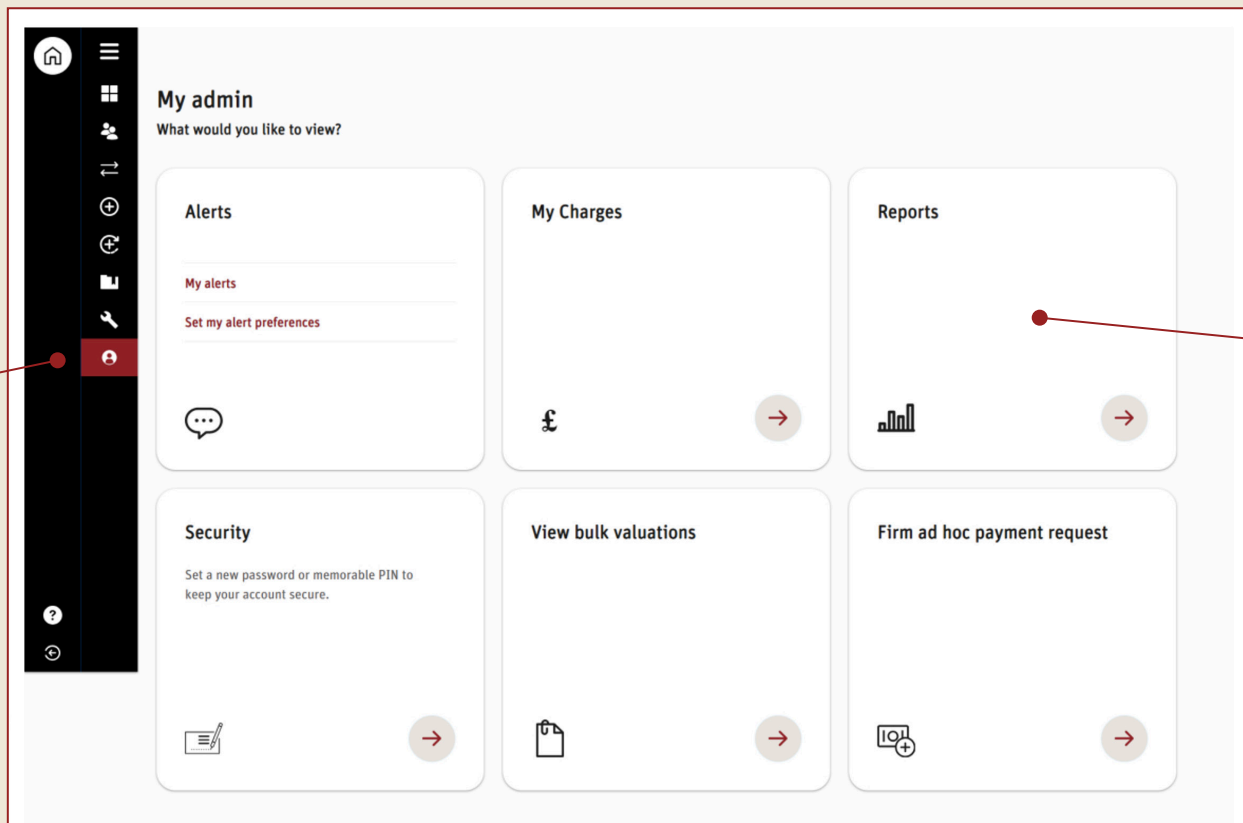 My admin
What would you like to view?
Alerts
My alerts
Set my alert preferences
My Charges
£
Reports
Security
Set a new password or memorable PIN to
keep your account secure.
View bulk valuations
Firm ad hoc payment request